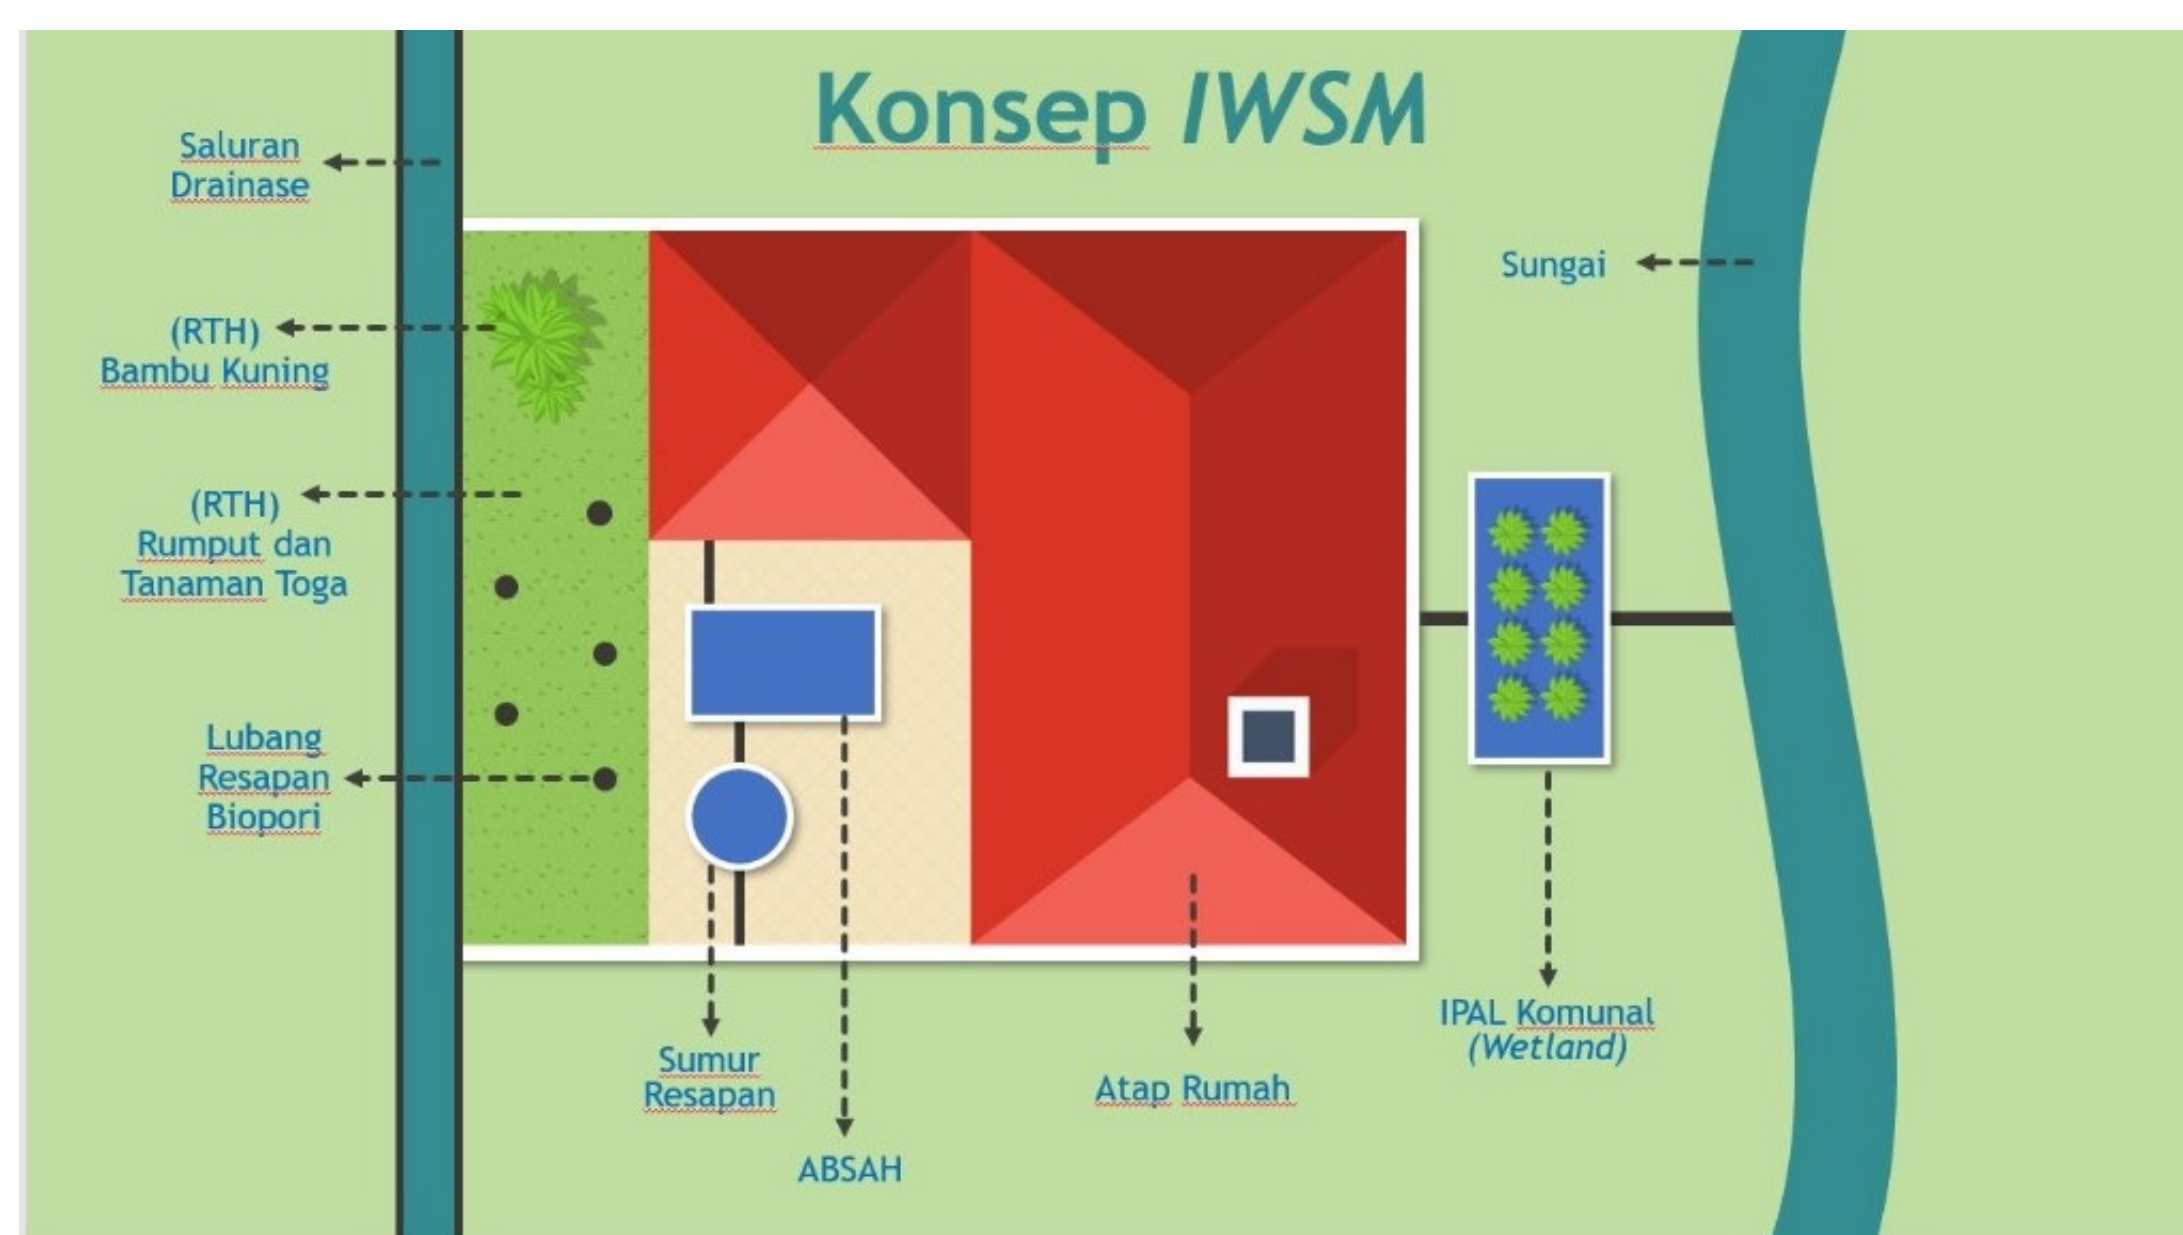 Konsep IWSM
Saluran
Drainase
(RTH)
Bambu Kuning
(RTH)
Rumput dan
Tanaman Toga
Lubang
Resapan
Biopori
Sungai
Sumur
Resapan
ABSAH
Atap Rumah
IPAL Komunal
(Wetland)